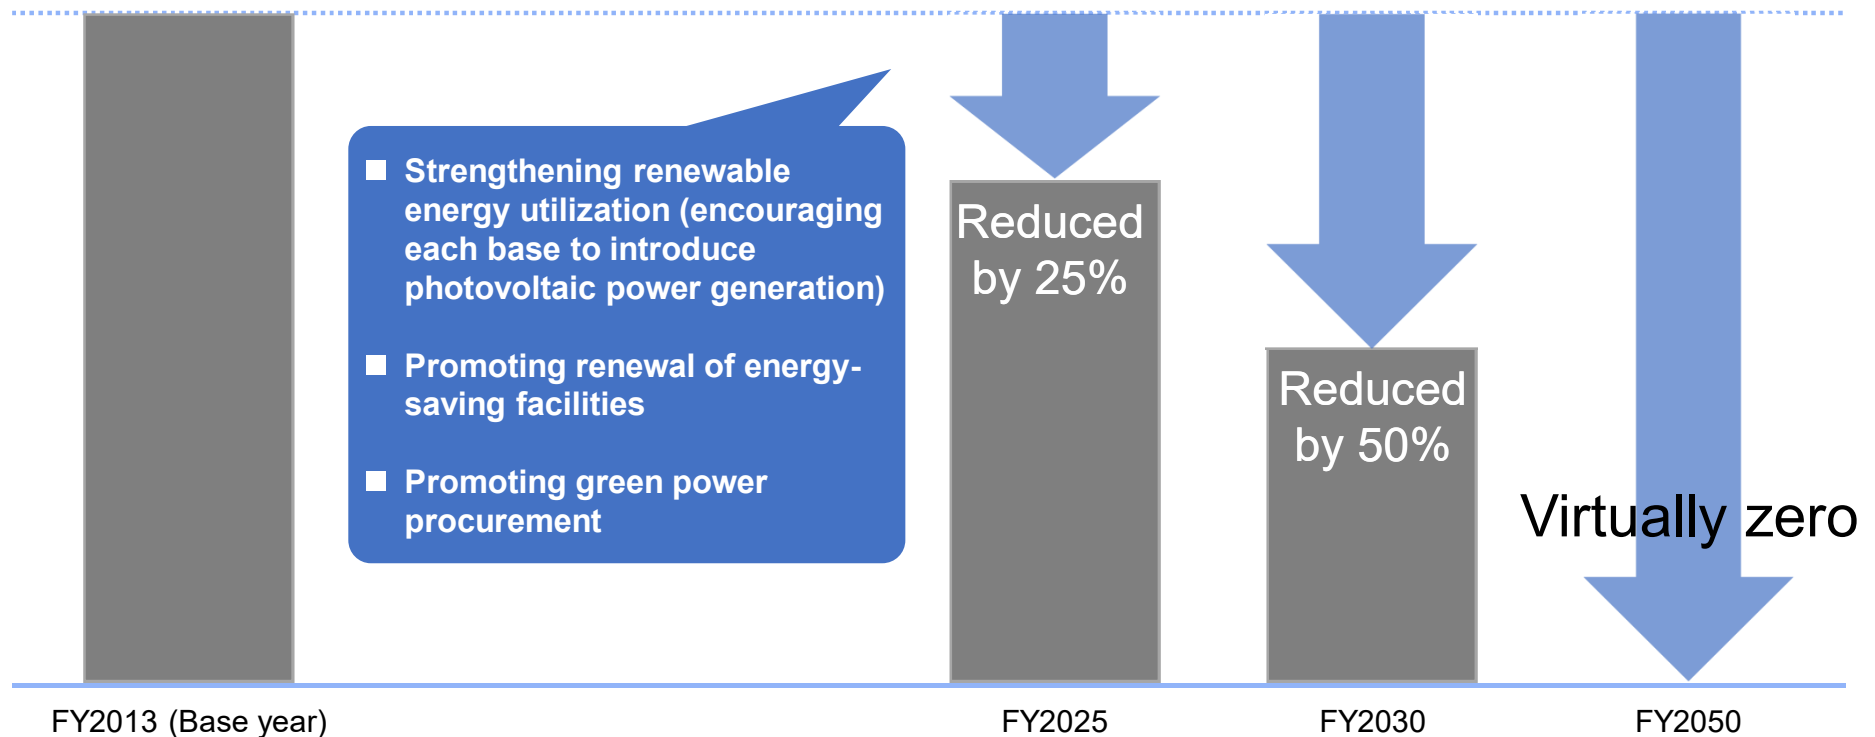 Strengthening renewable
energy utilization (encouraging
each base to introduce
photovoltaic power generation)
Promoting renewal of energy-
saving facilities
Promoting green power
procurement
Reduced
by 25%
Reduced
by 50%
Virtually zero
FY2013 (Base year)
FY2025
FY2030
FY2050